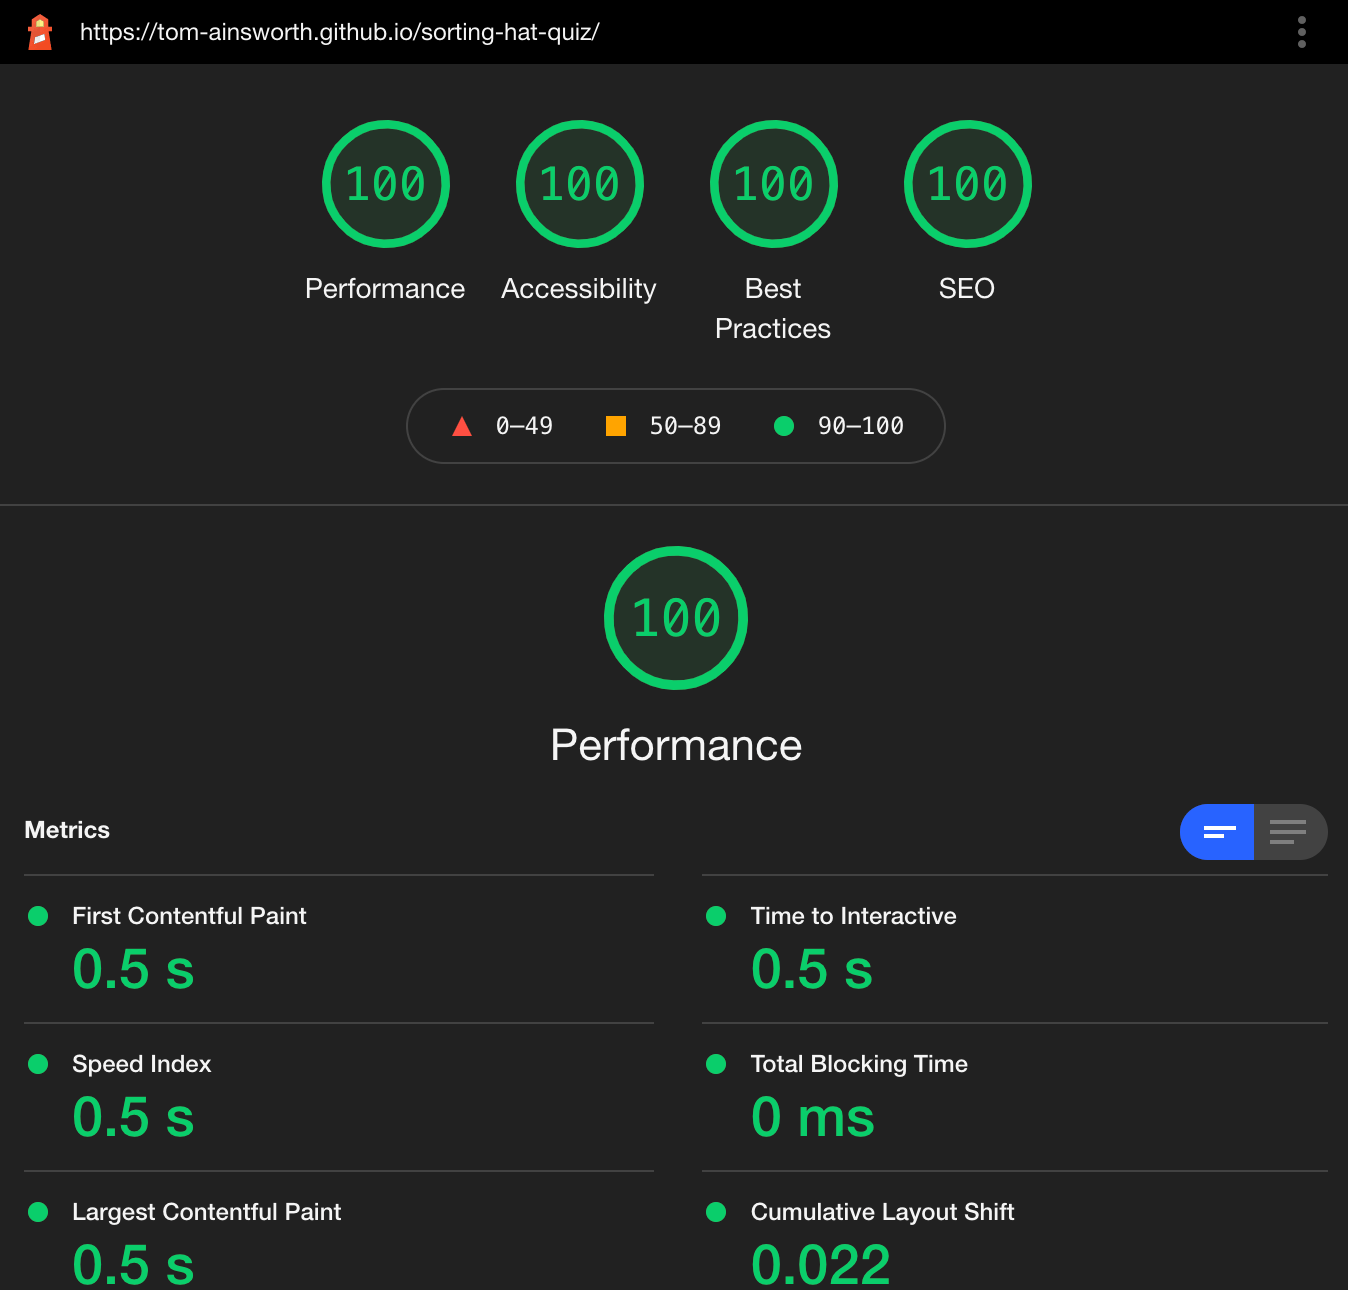 https://tom-ainsworth.github.io/sorting-hat-quiz/
100 100 100 100
Performance Accessibility Best Practices SEO
0–49 50–89 90–100
100
Performance
Metrics
First Contentful Paint
0.5 s
Time to Interactive
0.5 s
Speed Index
0.5 s
Total Blocking Time
0 ms
Largest Contentful Paint
0.5 s
Cumulative Layout Shift
0.022